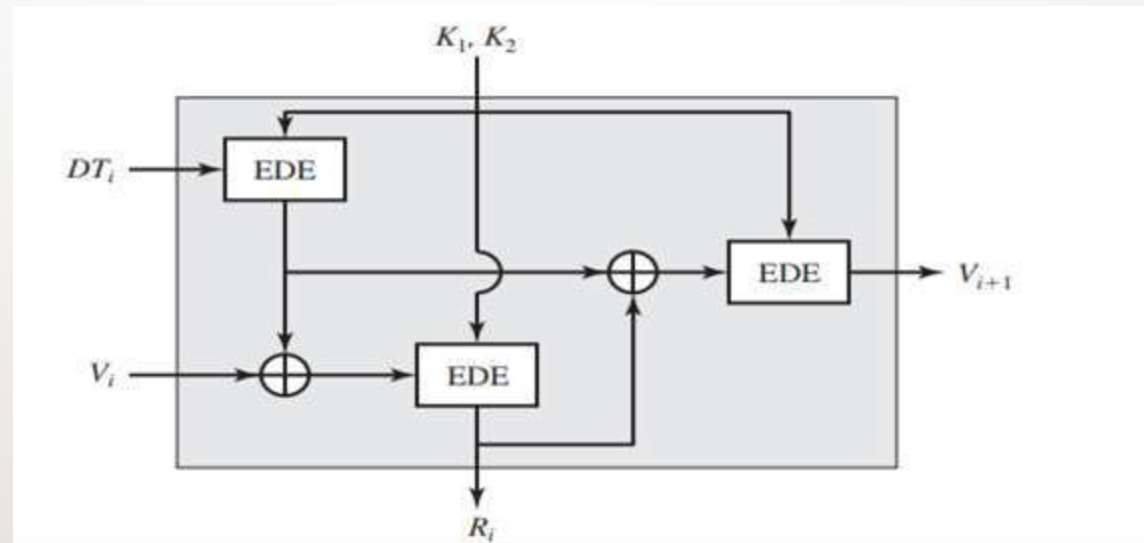 K₁, K₂
DTᵢ
EDE
EDE
Vᵢ₊₁
Vᵢ
EDE
Rᵢ